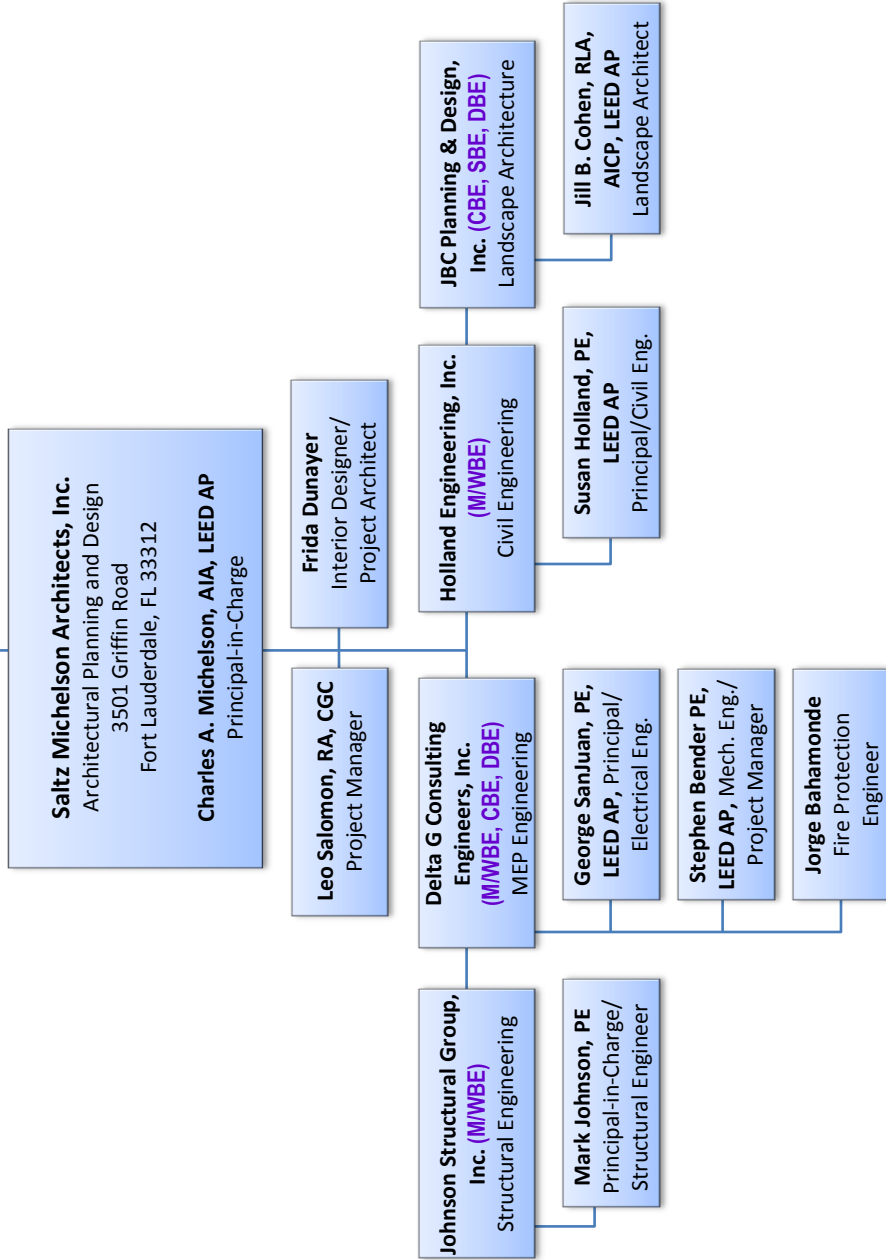 Saltz Michelson Architects, Inc.
Architectural Planning and Design
3501 Griffin Road
Fort Lauderdale, FL 33312
Charles A. Michelson, AIA, LEED AP
Principal-in-Charge
Leo Salomon, RA, CGC
Project Manager
Frida Dunayer
Interior Designer/
Project Architect
Johnson Structural Group,
Inc. (M/WBE)
Structural Engineering
Mark Johnson, PE
Principal-in-Charge/
Structural Engineer
Delta G Consulting
Engineers, Inc.
(M/WBE, CBE, DBE)
MEP Engineering
George SanJuan, PE,
LEED AP, Principal/
Electrical Eng.
Stephen Bender PE,
LEED AP, Mech. Eng./
Project Manager
Jorge Bahamonde
Fire Protection
Engineer
Holland Engineering, Inc.
(M/WBE)
Civil Engineering
Susan Holland, PE,
LEED AP
Principal/Civil Eng.
JBC Planning & Design,
Inc. (CBE, SBE, DBE)
Landscape Architecture
Jill B. Cohen, RLA,
AICP, LEED AP
Landscape Architect